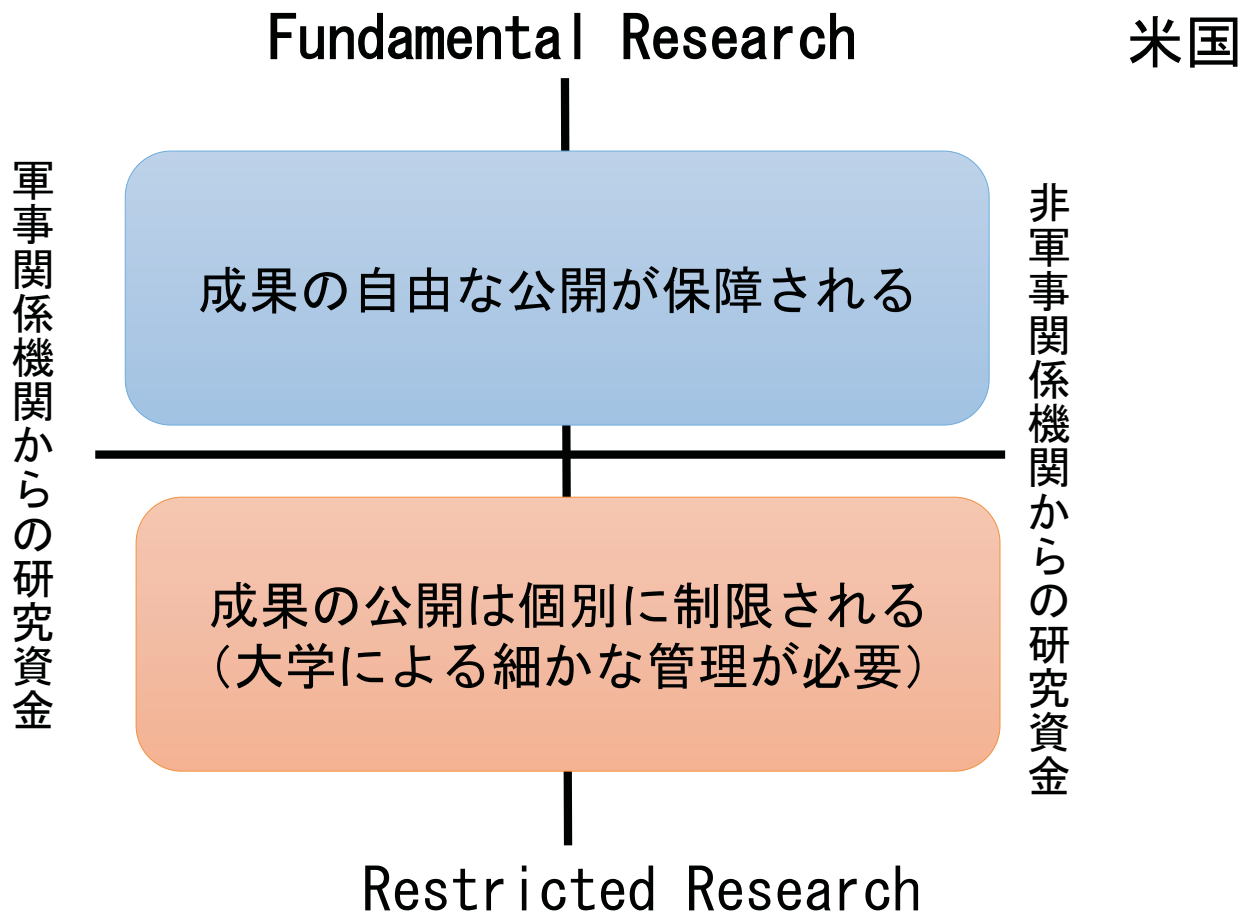 Fundamental Research
米国
軍事関係機関からの研究資金
成果の自由な公開が保障される
非軍事関係機関からの研究資金
成果の公開は個別に制限される
（大学による細かな管理が必要）
Restricted Research